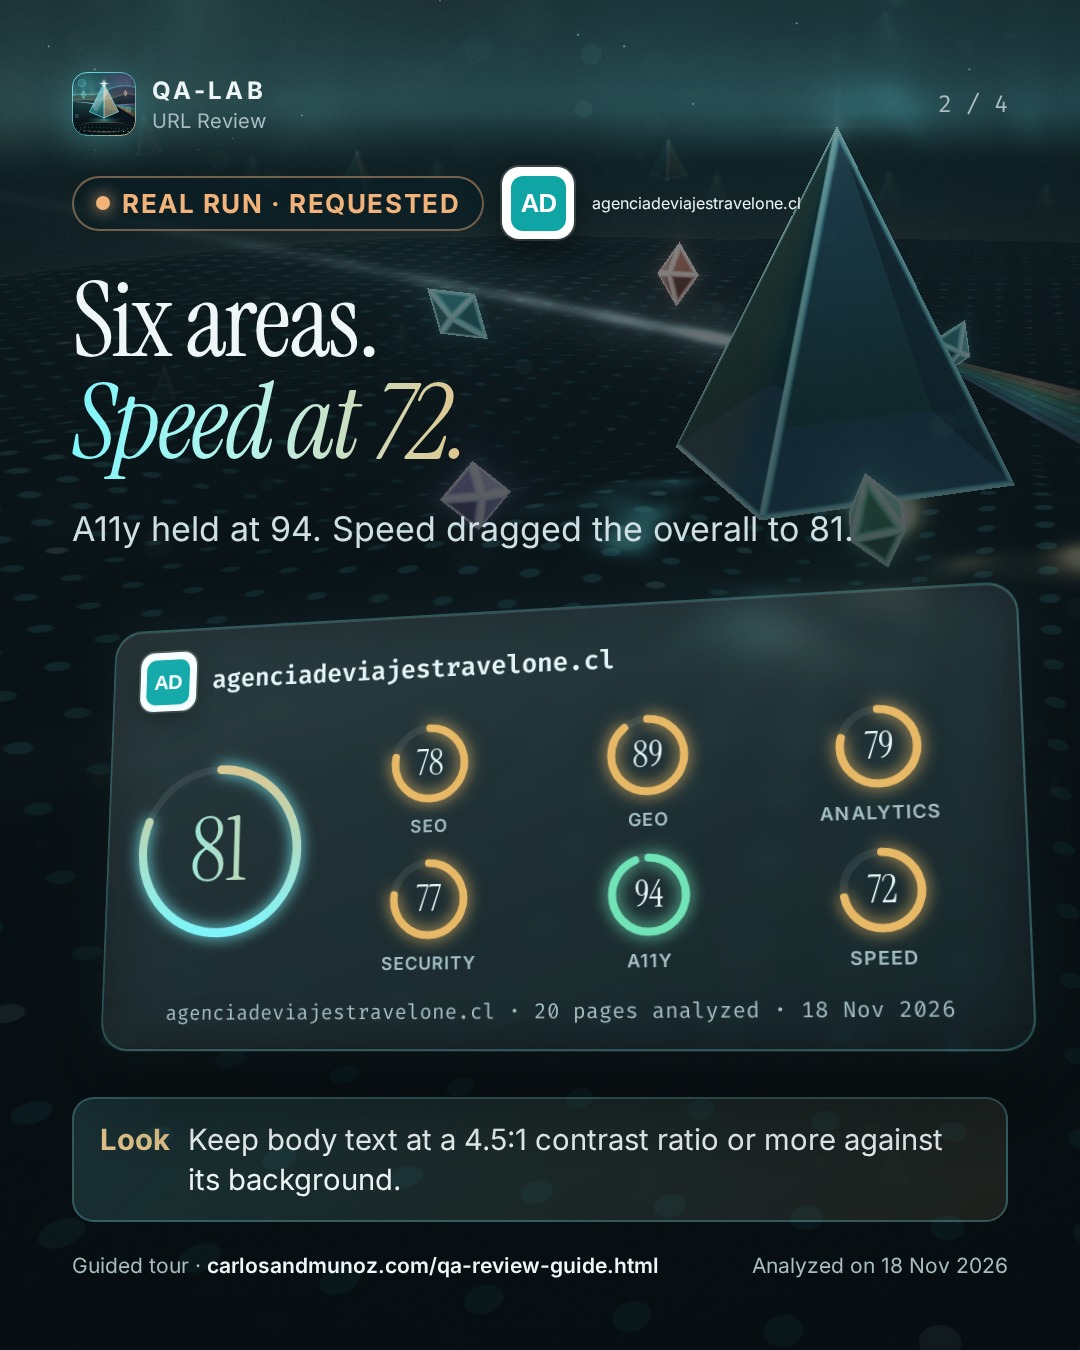 QA-LAB
URL Review
2 / 4
REAL RUN · REQUESTED
AD
agenciadeviajestravelone.cl
Six areas.
Speed at 72.
A11y held at 94. Speed dragged the overall to 81.
AD
agenciadeviajestravelone.cl
81
78
SEO
89
GEO
79
ANALYTICS
77
SECURITY
94
A11Y
72
SPEED
agenciadeviajestravelone.cl · 20 pages analyzed · 18 Nov 2026
Look Keep body text at a 4.5:1 contrast ratio or more against
its background.
Guided tour · carlosandmunoz.com/qa-review-guide.html
Analyzed on 18 Nov 2026